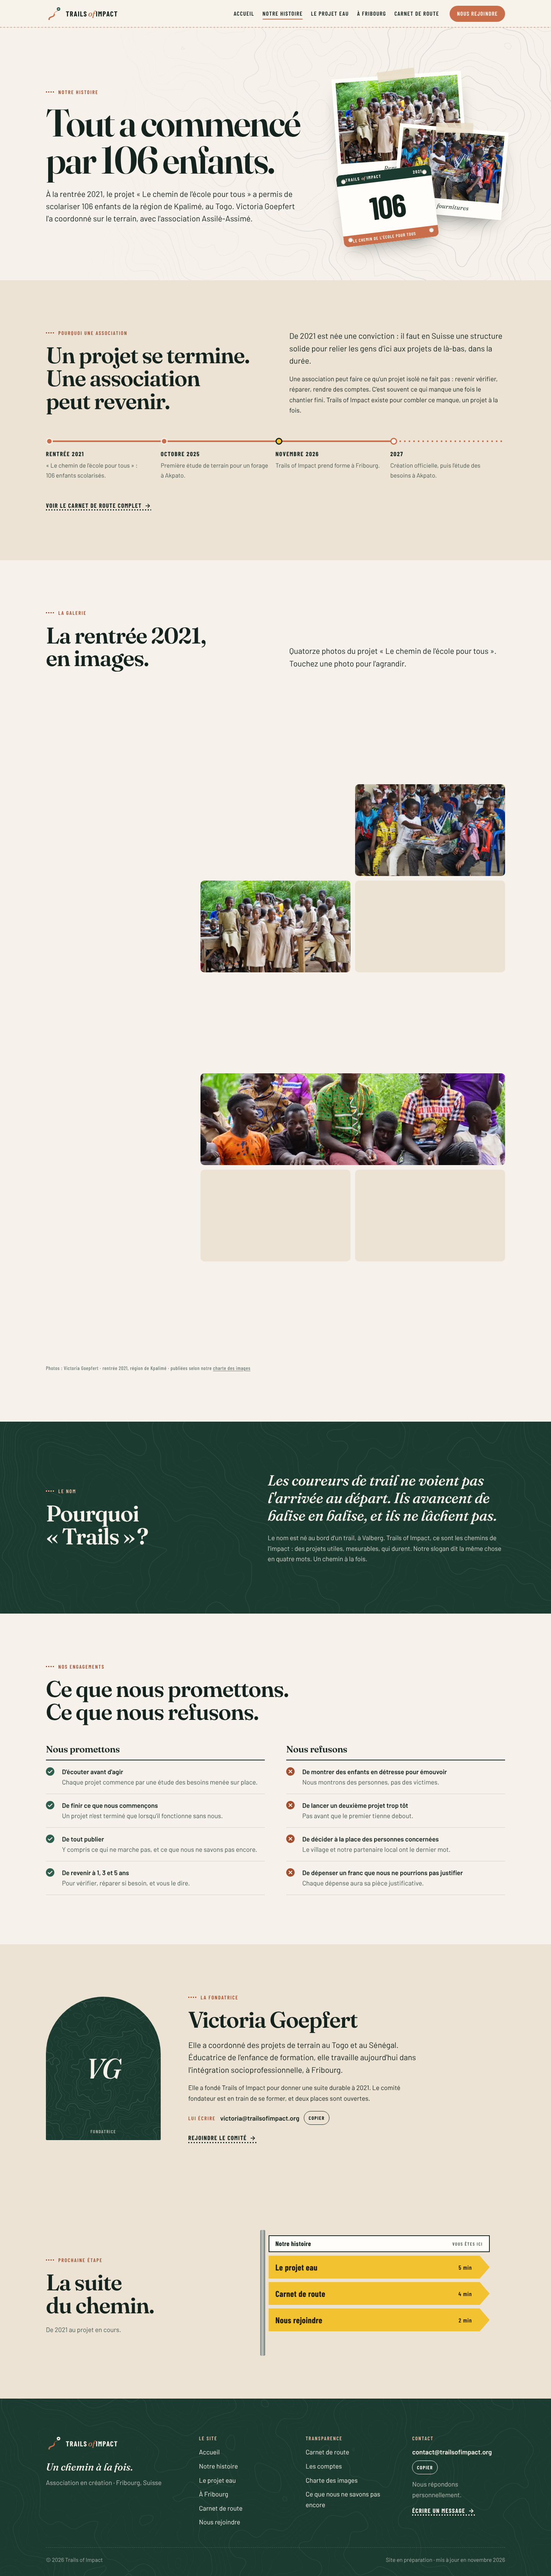 TRAILS of IMPACT
ACCUEIL
NOTRE HISTOIRE
LE PROJET EAU
À FRIBOURG
CARNET DE ROUTE
NOUS REJOINDRE
NOTRE HISTOIRE
Tout a commencé
par 106 enfants.
À la rentrée 2021, le projet « Le chemin de l'école pour tous » a permis de
scolariser 106 enfants de la région de Kpalimé, au Togo. Victoria Goepfert
l'a coordonné sur le terrain, avec l'association Assilé-Assimé.
TRAILS of IMPACT
2021
106
LE CHEMIN DE L'ÉCOLE POUR TOUS
fournitures
POURQUOI UNE ASSOCIATION
Un projet se termine.
Une association
peut revenir.
De 2021 est née une conviction : il faut en Suisse une structure
solide pour relier les gens d'ici aux projets de là-bas, dans la
durée.
Une association peut faire ce qu'un projet isolé ne fait pas : revenir vérifier,
réparer, rendre des comptes. C'est souvent ce qui manque une fois le
chantier fini. Trails of Impact existe pour combler ce manque, un projet à la
fois.
RENTRÉE 2021
« Le chemin de l'école pour tous » :
106 enfants scolarisés.
OCTOBRE 2025
Première étude de terrain pour un forage
à Akpato.
NOVEMBRE 2026
Trails of Impact prend forme à Fribourg.
2027
Création officielle, puis l'étude des
besoins à Akpato.
VOIR LE CARNET DE ROUTE COMPLET →
LA GALERIE
La rentrée 2021,
en images.
Quatorze photos du projet « Le chemin de l'école pour tous ».
Touchez une photo pour l'agrandir.
Photos : Victoria Goepfert · rentrée 2021, région de Kpalimé · publiées selon notre charte des images
LE NOM
Pourquoi
« Trails » ?
Les coureurs de trail ne voient pas
l'arrivée au départ. Ils avancent de
balise en balise, et ils ne lâchent pas.
Le nom est né au bord d'un trail, à Valberg. Trails of Impact, ce sont les chemins de
l'impact : des projets utiles, mesurables, qui durent. Notre slogan dit la même chose
en quatre mots. Un chemin à la fois.
NOS ENGAGEMENTS
Ce que nous promettons.
Ce que nous refusons.
Nous promettons
D'écouter avant d'agir
Chaque projet commence par une étude des besoins menée sur place.
De finir ce que nous commençons
Un projet n'est terminé que lorsqu'il fonctionne sans nous.
De tout publier
Y compris ce qui ne marche pas, et ce que nous ne savons pas encore.
De revenir à 1, 3 et 5 ans
Pour vérifier, réparer si besoin, et vous le dire.
Nous refusons
De montrer des enfants en détresse pour émouvoir
Nous montrons des personnes, pas des victimes.
De lancer un deuxième projet trop tôt
Pas avant que le premier tienne debout.
De décider à la place des personnes concernées
Le village et notre partenaire local ont le dernier mot.
De dépenser un franc que nous ne pourrions pas justifier
Chaque dépense aura sa pièce justificative.
VG
FONDATRICE
LA FONDATRICE
Victoria Goepfert
Elle a coordonné des projets de terrain au Togo et au Sénégal.
Éducatrice de l'enfance de formation, elle travaille aujourd'hui dans
l'intégration socioprofessionnelle, à Fribourg.
Elle a fondé Trails of Impact pour donner une suite durable à 2021. Le comité
fondateur est en train de se former, et deux places sont ouvertes.
LUI ÉCRIRE victoria@trailsofimpact.org COPIER
REJOINDRE LE COMITÉ →
PROCHAINE ÉTAPE
La suite
du chemin.
De 2021 au projet en cours.
Notre histoire VOUS ÊTES ICI
Le projet eau 5 min
Carnet de route 4 min
Nous rejoindre 2 min
TRAILS of IMPACT
Un chemin à la fois.
Association en création · Fribourg, Suisse
LE SITE
Accueil
Notre histoire
Le projet eau
À Fribourg
Carnet de route
Nous rejoindre
TRANSPARENCE
Carnet de route
Les comptes
Charte des images
Ce que nous ne savons pas
encore
CONTACT
contact@trailsofimpact.org
COPIER
Nous répondons
personnellement.
ÉCRIRE UN MESSAGE →
© 2026 Trails of Impact
Site en préparation · mis à jour en novembre 2026